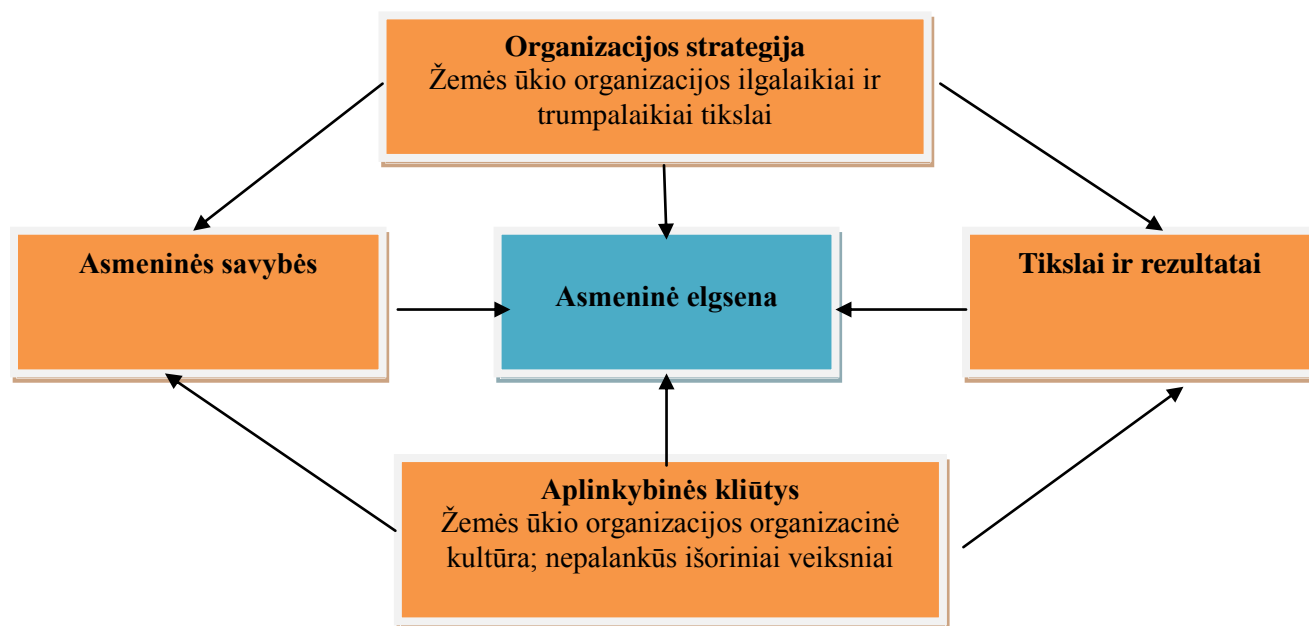 Organizacijos strategija
Žemės ūkio organizacijos ilgalaikiai ir
trumpalaikiai tikslai
Asmeninės savybės
Asmeninė elgsena
Tikslai ir rezultatai
Aplinkybinės kliūtys
Žemės ūkio organizacijos organizacinė
kultūra; nepalankūs išoriniai veiksniai